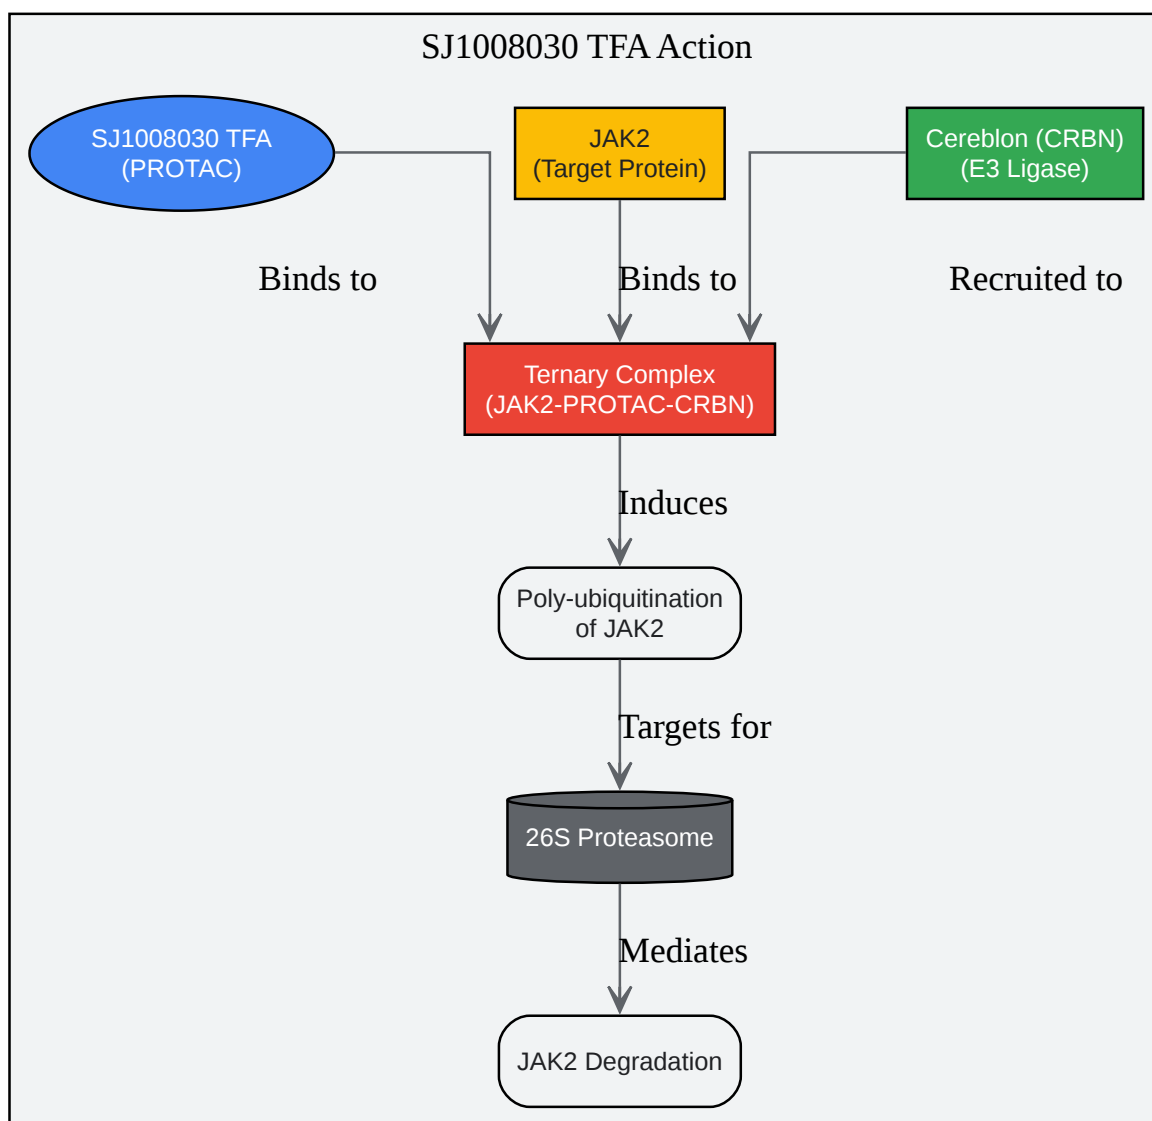 SJ1008030 TFA Action
SJ1008030 TFA
(PROTAC)
JAK2
(Target Protein)
Cereblon (CRBN)
(E3 Ligase)
Binds to
Binds to
Recruited to
Ternary Complex
(JAK2-PROTAC-CRBN)
Induces
Poly-ubiquitination
of JAK2
Targets for
26S Proteasome
Mediates
JAK2 Degradation